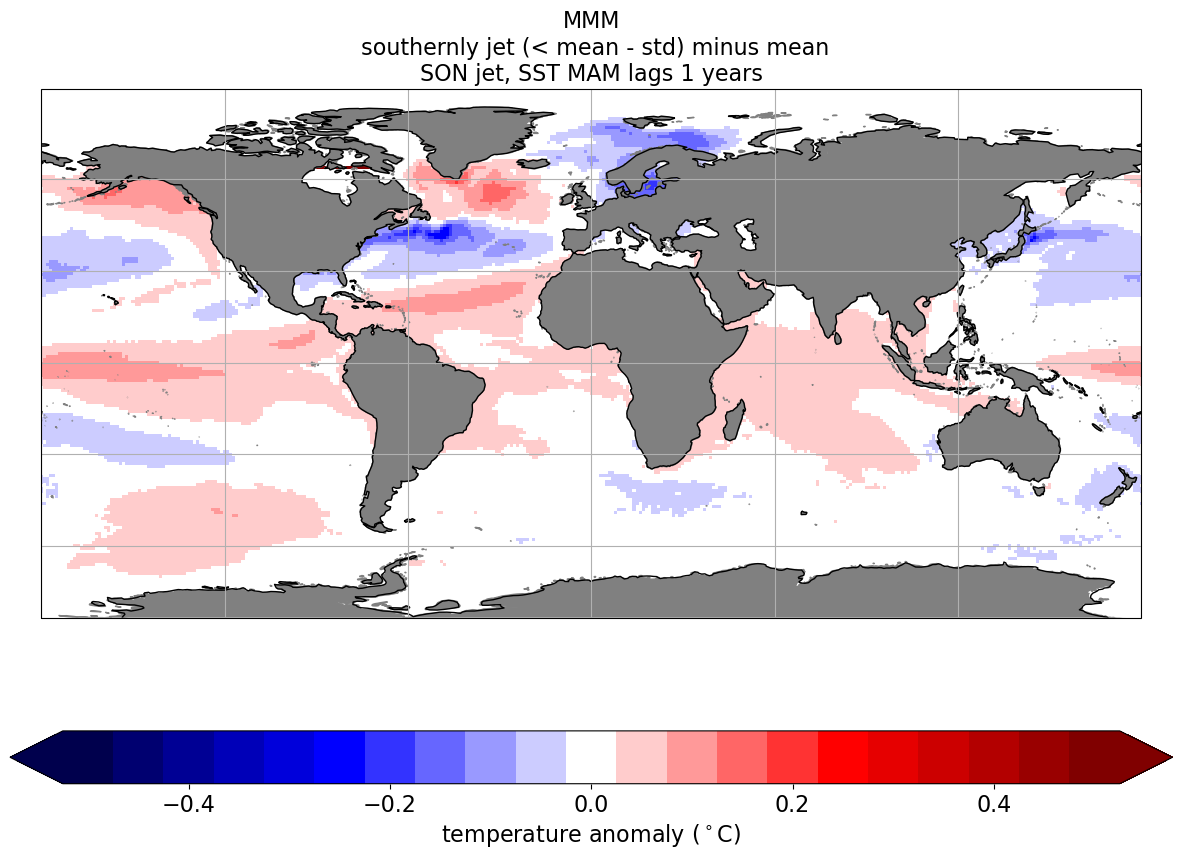 MMM
southernly jet (< mean - std) minus mean
SON jet, SST MAM lags 1 years
−0.4 −0.2 0.0 0.2 0.4
temperature anomaly (°C)